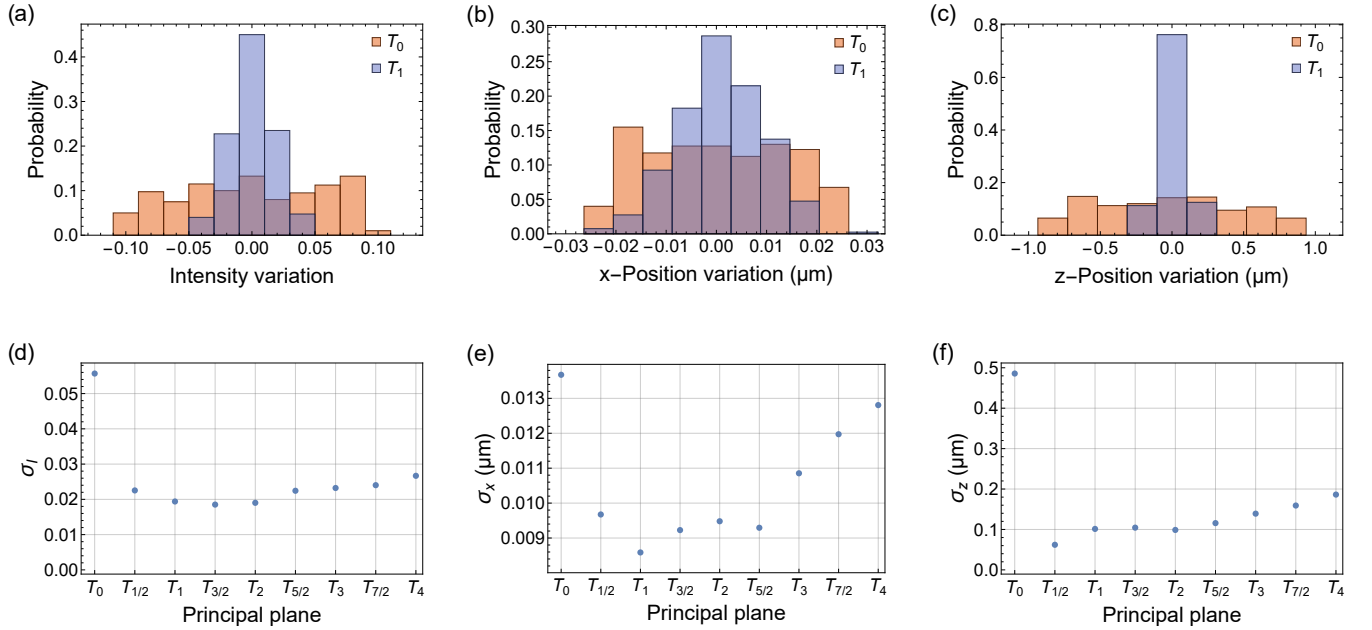 (a)
T₀
T₁
Probability
0.4
0.3
0.2
0.1
0.0
−0.10 −0.05 0.00 0.05 0.10
Intensity variation
(b)
T₀
T₁
Probability
0.30
0.25
0.20
0.15
0.10
0.05
0.00
−0.03 −0.02 −0.01 0.00 0.01 0.02 0.03
x−Position variation (μm)
(c)
T₀
T₁
Probability
0.8
0.6
0.4
0.2
0.0
−1.0 −0.5 0.0 0.5 1.0
z−Position variation (μm)
(d)
σ_I
0.05
0.04
0.03
0.02
0.01
0.00
T₀ T₁/₂ T₁ T₃/₂ T₂ T₅/₂ T₃ T₇/₂ T₄
Principal plane
(e)
σₓ (μm)
0.013
0.012
0.011
0.010
0.009
T₀ T₁/₂ T₁ T₃/₂ T₂ T₅/₂ T₃ T₇/₂ T₄
Principal plane
(f)
σ_z (μm)
0.5
0.4
0.3
0.2
0.1
0.0
T₀ T₁/₂ T₁ T₃/₂ T₂ T₅/₂ T₃ T₇/₂ T₄
Principal plane